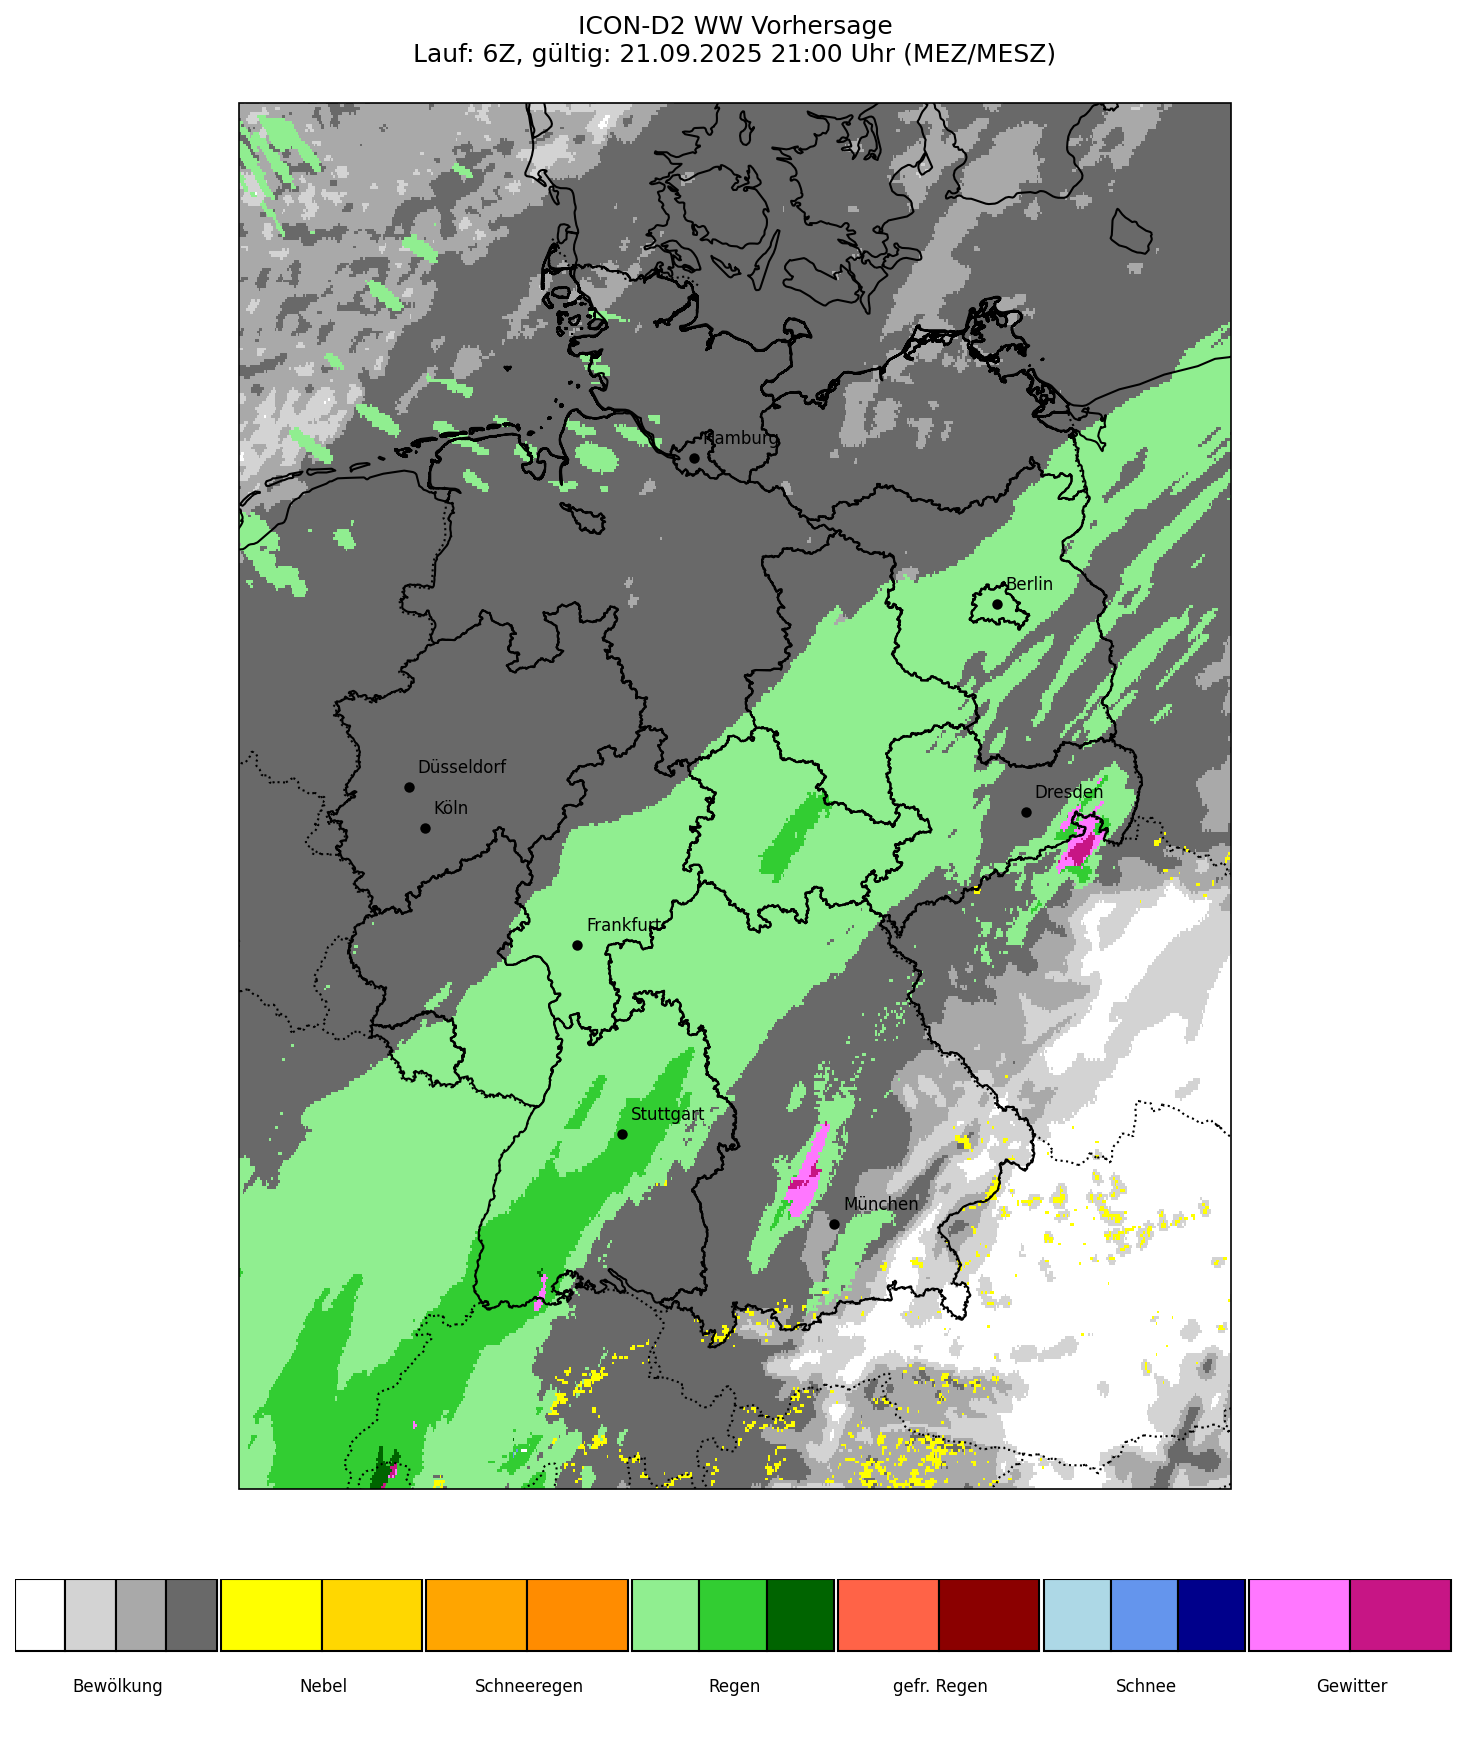 ICON-D2 WW Vorhersage
Lauf: 6Z, gültig: 21.09.2025 21:00 Uhr (MEZ/MESZ)
Hamburg
Berlin
Düsseldorf
Köln
Dresden
Frankfurt
Stuttgart
München
Bewölkung
Nebel
Schneeregen
Regen
gefr. Regen
Schnee
Gewitter